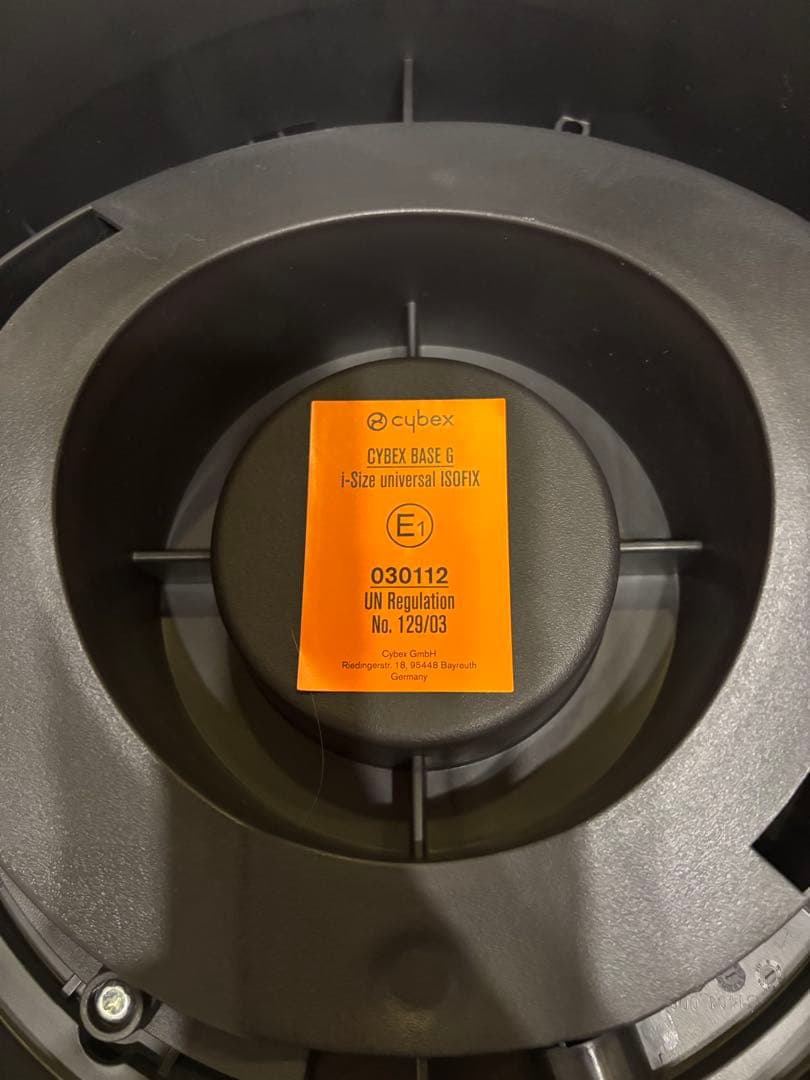 cybex
CYBEX BASE G
i-Size universal ISOFIX
E1
030112
UN Regulation
No. 129/03
Cybex GmbH
Riedingerstr. 18, 95448 Bayreuth
Germany